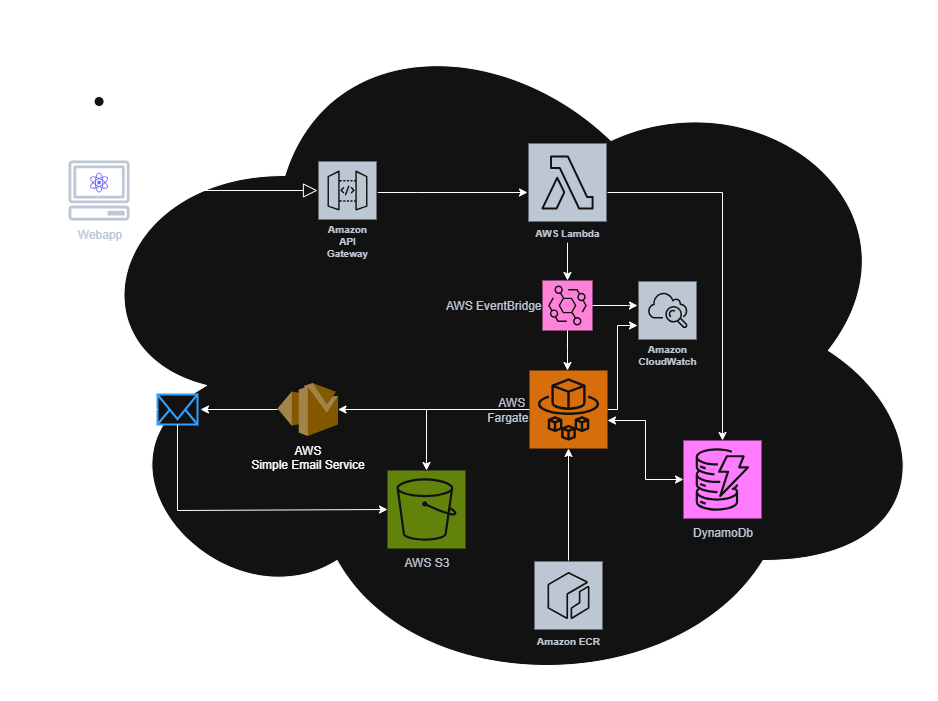 Webapp
Amazon
API
Gateway
</>
AWS Lambda
AWS EventBridge
Amazon
CloudWatch
AWS
Fargate
AWS
Simple Email Service
AWS S3
DynamoDb
Amazon ECR